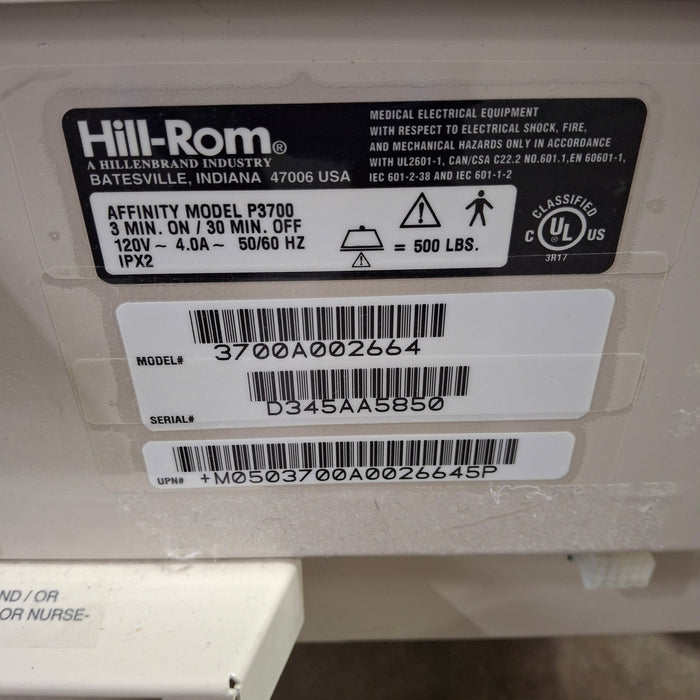 Hill-Rom®
A HILLENBRAND INDUSTRY
BATESVILLE, INDIANA 47006 USA
MEDICAL ELECTRICAL EQUIPMENT
WITH RESPECT TO ELECTRICAL SHOCK, FIRE,
AND MECHANICAL HAZARDS ONLY IN ACCORDANCE
WITH UL2601-1, CAN/CSA C22.2 NO.601.1,EN 60601-1,
IEC 601-2-38 AND IEC 601-1-2
AFFINITY MODEL P3700
3 MIN. ON / 30 MIN. OFF
120V~ 4.0A~ 50/60 HZ
IPX2
= 500 LBS.
CLASSIFIED
C UL US
3R17
MODEL# 3700A002664
SERIAL# D345AA5850
UPN# +M0503700A0026645P
ND / OR
OR NURSE-